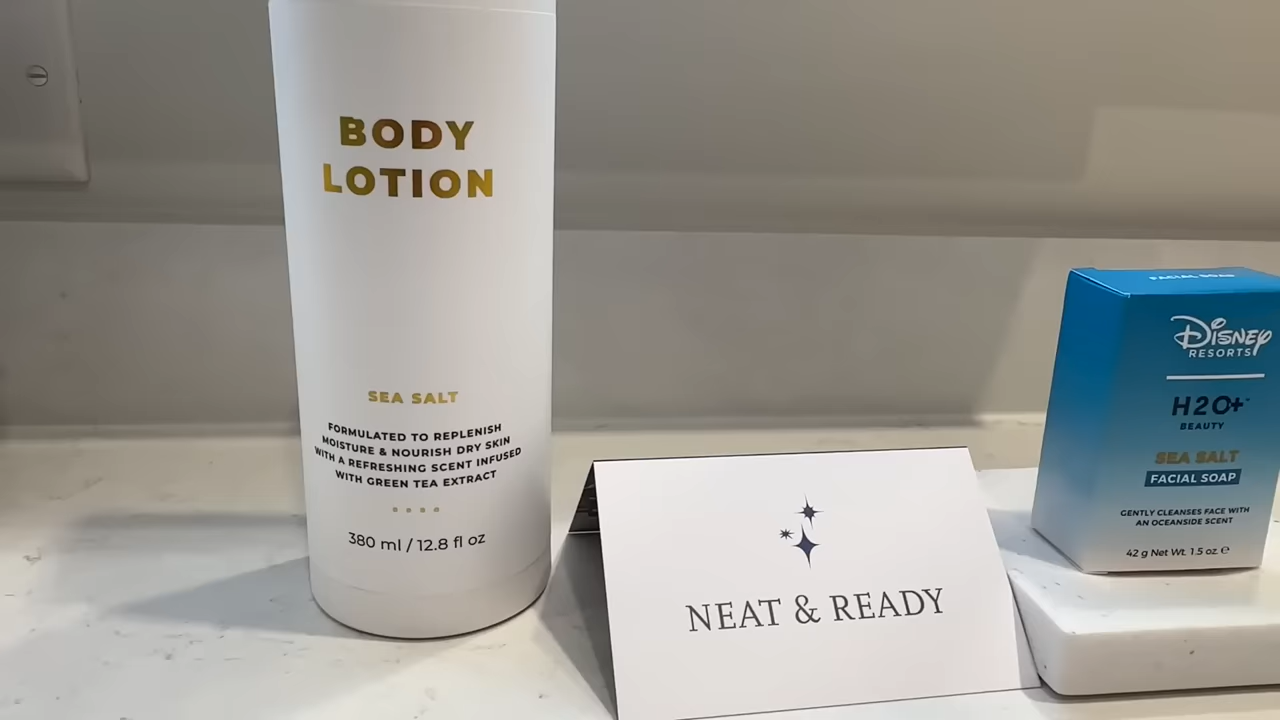 BODY
LOTION
SEA SALT
FORMULATED TO REPLENISH
MOISTURE & NOURISH DRY SKIN
WITH A REFRESHING SCENT INFUSED
WITH GREEN TEA EXTRACT
380 ml / 12.8 fl oz
NEAT & READY
FACIAL SOAP
Disney
RESORTS
H2O+
BEAUTY
SEA SALT
FACIAL SOAP
GENTLY CLEANSES FACE WITH
AN OCEANSIDE SCENT
42 g Net Wt. 1.5 oz. ℮